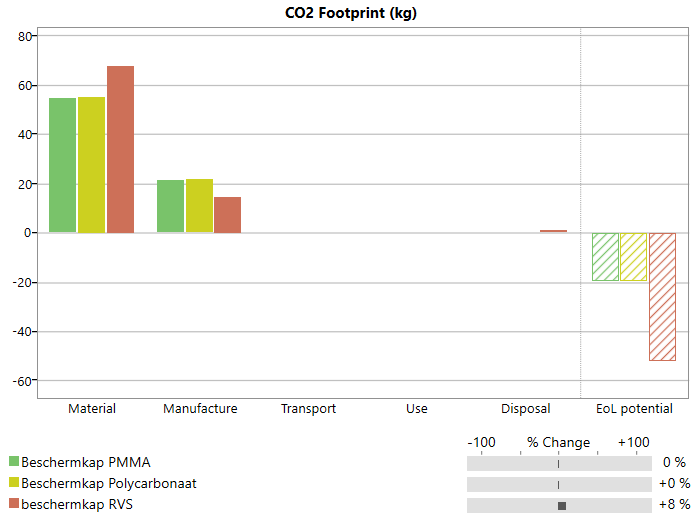 CO2 Footprint (kg)
80
60
40
20
0
-20
-40
-60
Material Manufacture Transport Use Disposal EoL potential
-100 % Change +100
Beschermkap PMMA 0 %
Beschermkap Polycarbonaat +0 %
beschermkap RVS +8 %